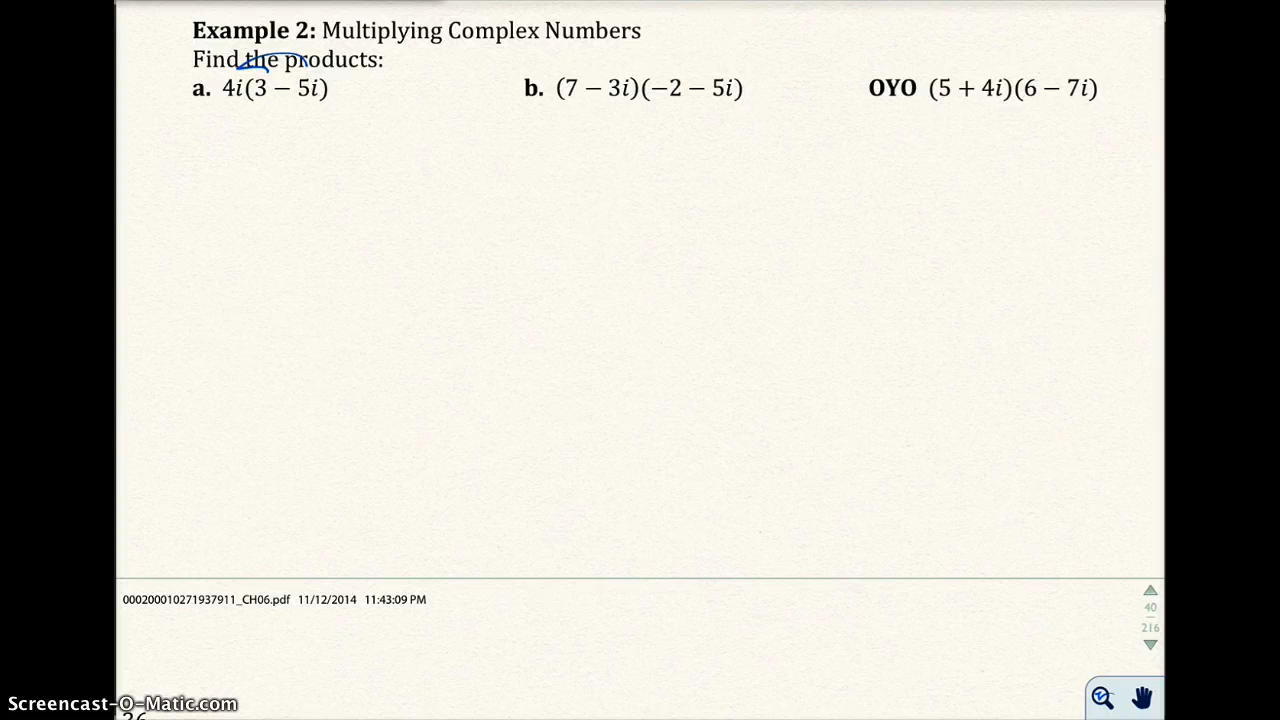 Example 2: Multiplying Complex Numbers
Find the products:
a. 4i(3 − 5i) b. (7 − 3i)(−2 − 5i) OYO (5 + 4i)(6 − 7i)
000200010271937911_CH06.pdf 11/12/2014 11:43:09 PM
40
216
Screencast-O-Matic.com